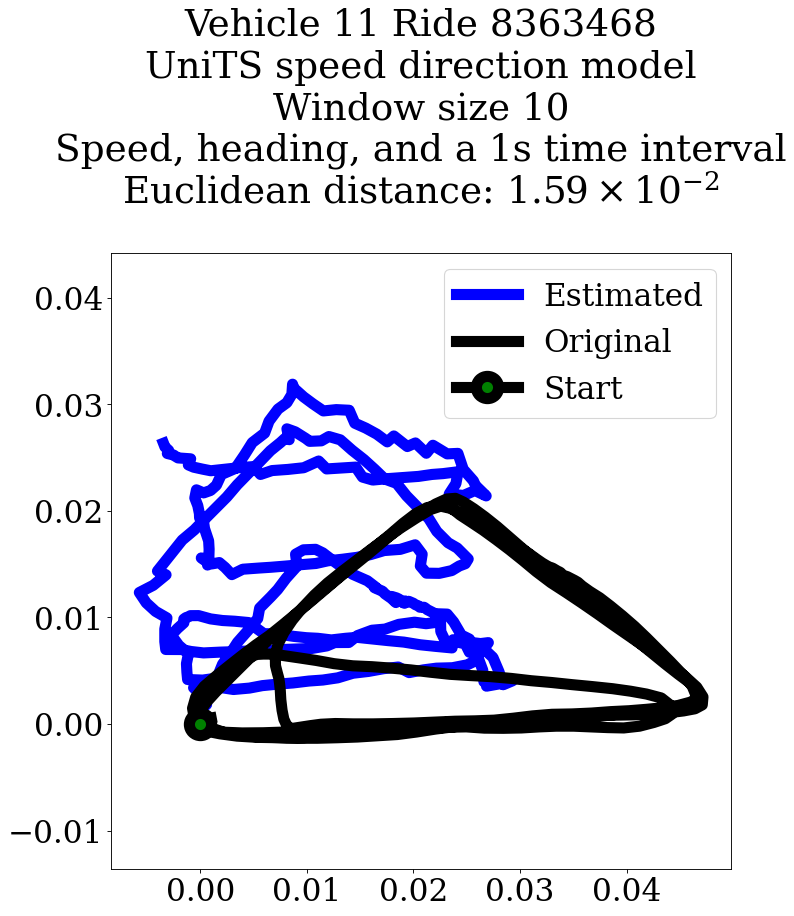 Vehicle 11 Ride 8363468
UniTS speed direction model
Window size 10
Speed, heading, and a 1s time interval
Euclidean distance: 1.59 × 10⁻²
Estimated
Original
Start
0.04
0.03
0.02
0.01
0.00
−0.01
0.00 0.01 0.02 0.03 0.04